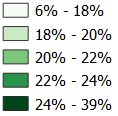 6% - 18%
18% - 20%
20% - 22%
22% - 24%
24% - 39%